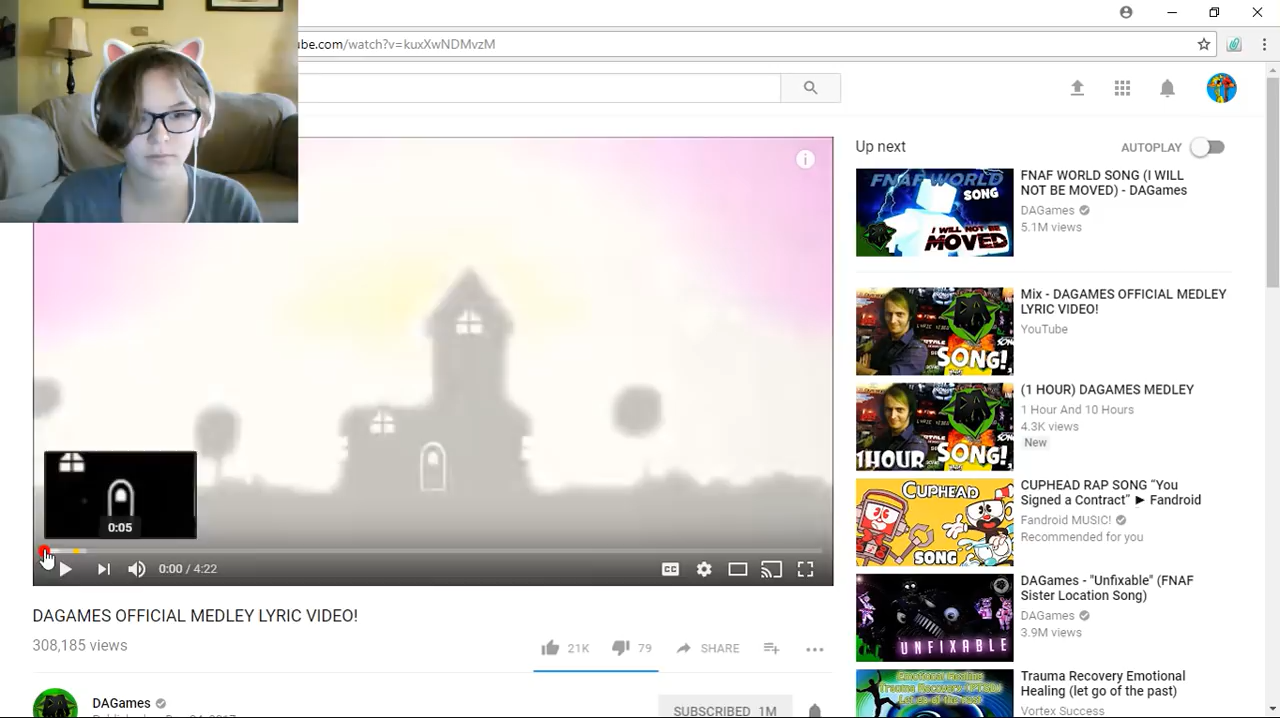 ube.com/watch?v=kuxXwNDMvzM
Up next
AUTOPLAY
FNAF WORLD
SONG
I WILL
NOT BE
MOVED
FNAF WORLD SONG (I WILL
NOT BE MOVED) - DAGames
DAGames
5.1M views
SONG!
Mix - DAGAMES OFFICIAL MEDLEY
LYRIC VIDEO!
YouTube
1HOUR SONG!
(1 HOUR) DAGAMES MEDLEY
1 Hour And 10 Hours
4.3K views
New
CUPHEAD
SONG
CUPHEAD RAP SONG “You
Signed a Contract” ► Fandroid
Fandroid MUSIC!
Recommended for you
UNFIXABLE
DAGames - "Unfixable" (FNAF
Sister Location Song)
DAGames
3.9M views
Trauma Recovery Emotional
Healing (let go of the past)
Vortex Success
0:05
0:00 / 4:22
CC
DAGAMES OFFICIAL MEDLEY LYRIC VIDEO!
308,185 views
21K
79
SHARE
DAGames
SUBSCRIBED 1M